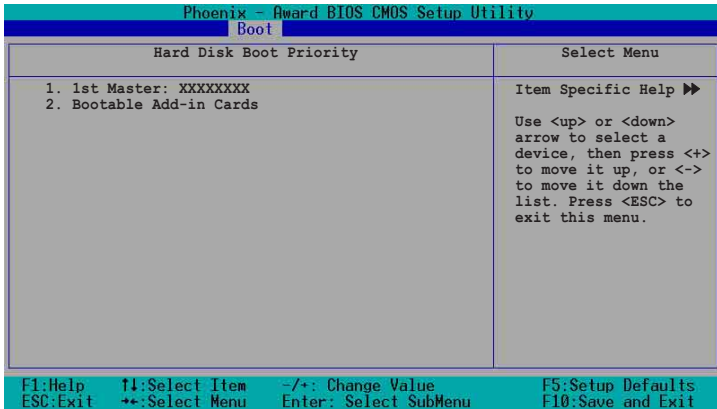 Phoenix - Award BIOS CMOS Setup Utility
Boot
Hard Disk Boot Priority
Select Menu
1. 1st Master: XXXXXXXX
2. Bootable Add-in Cards
Item Specific Help ▶▶
Use <up> or <down>
arrow to select a
device, then press <+>
to move it up, or <->
to move it down the
list. Press <ESC> to
exit this menu.
F1:Help ↑↓:Select Item -/+: Change Value F5:Setup Defaults
ESC:Exit →←:Select Menu Enter: Select SubMenu F10:Save and Exit